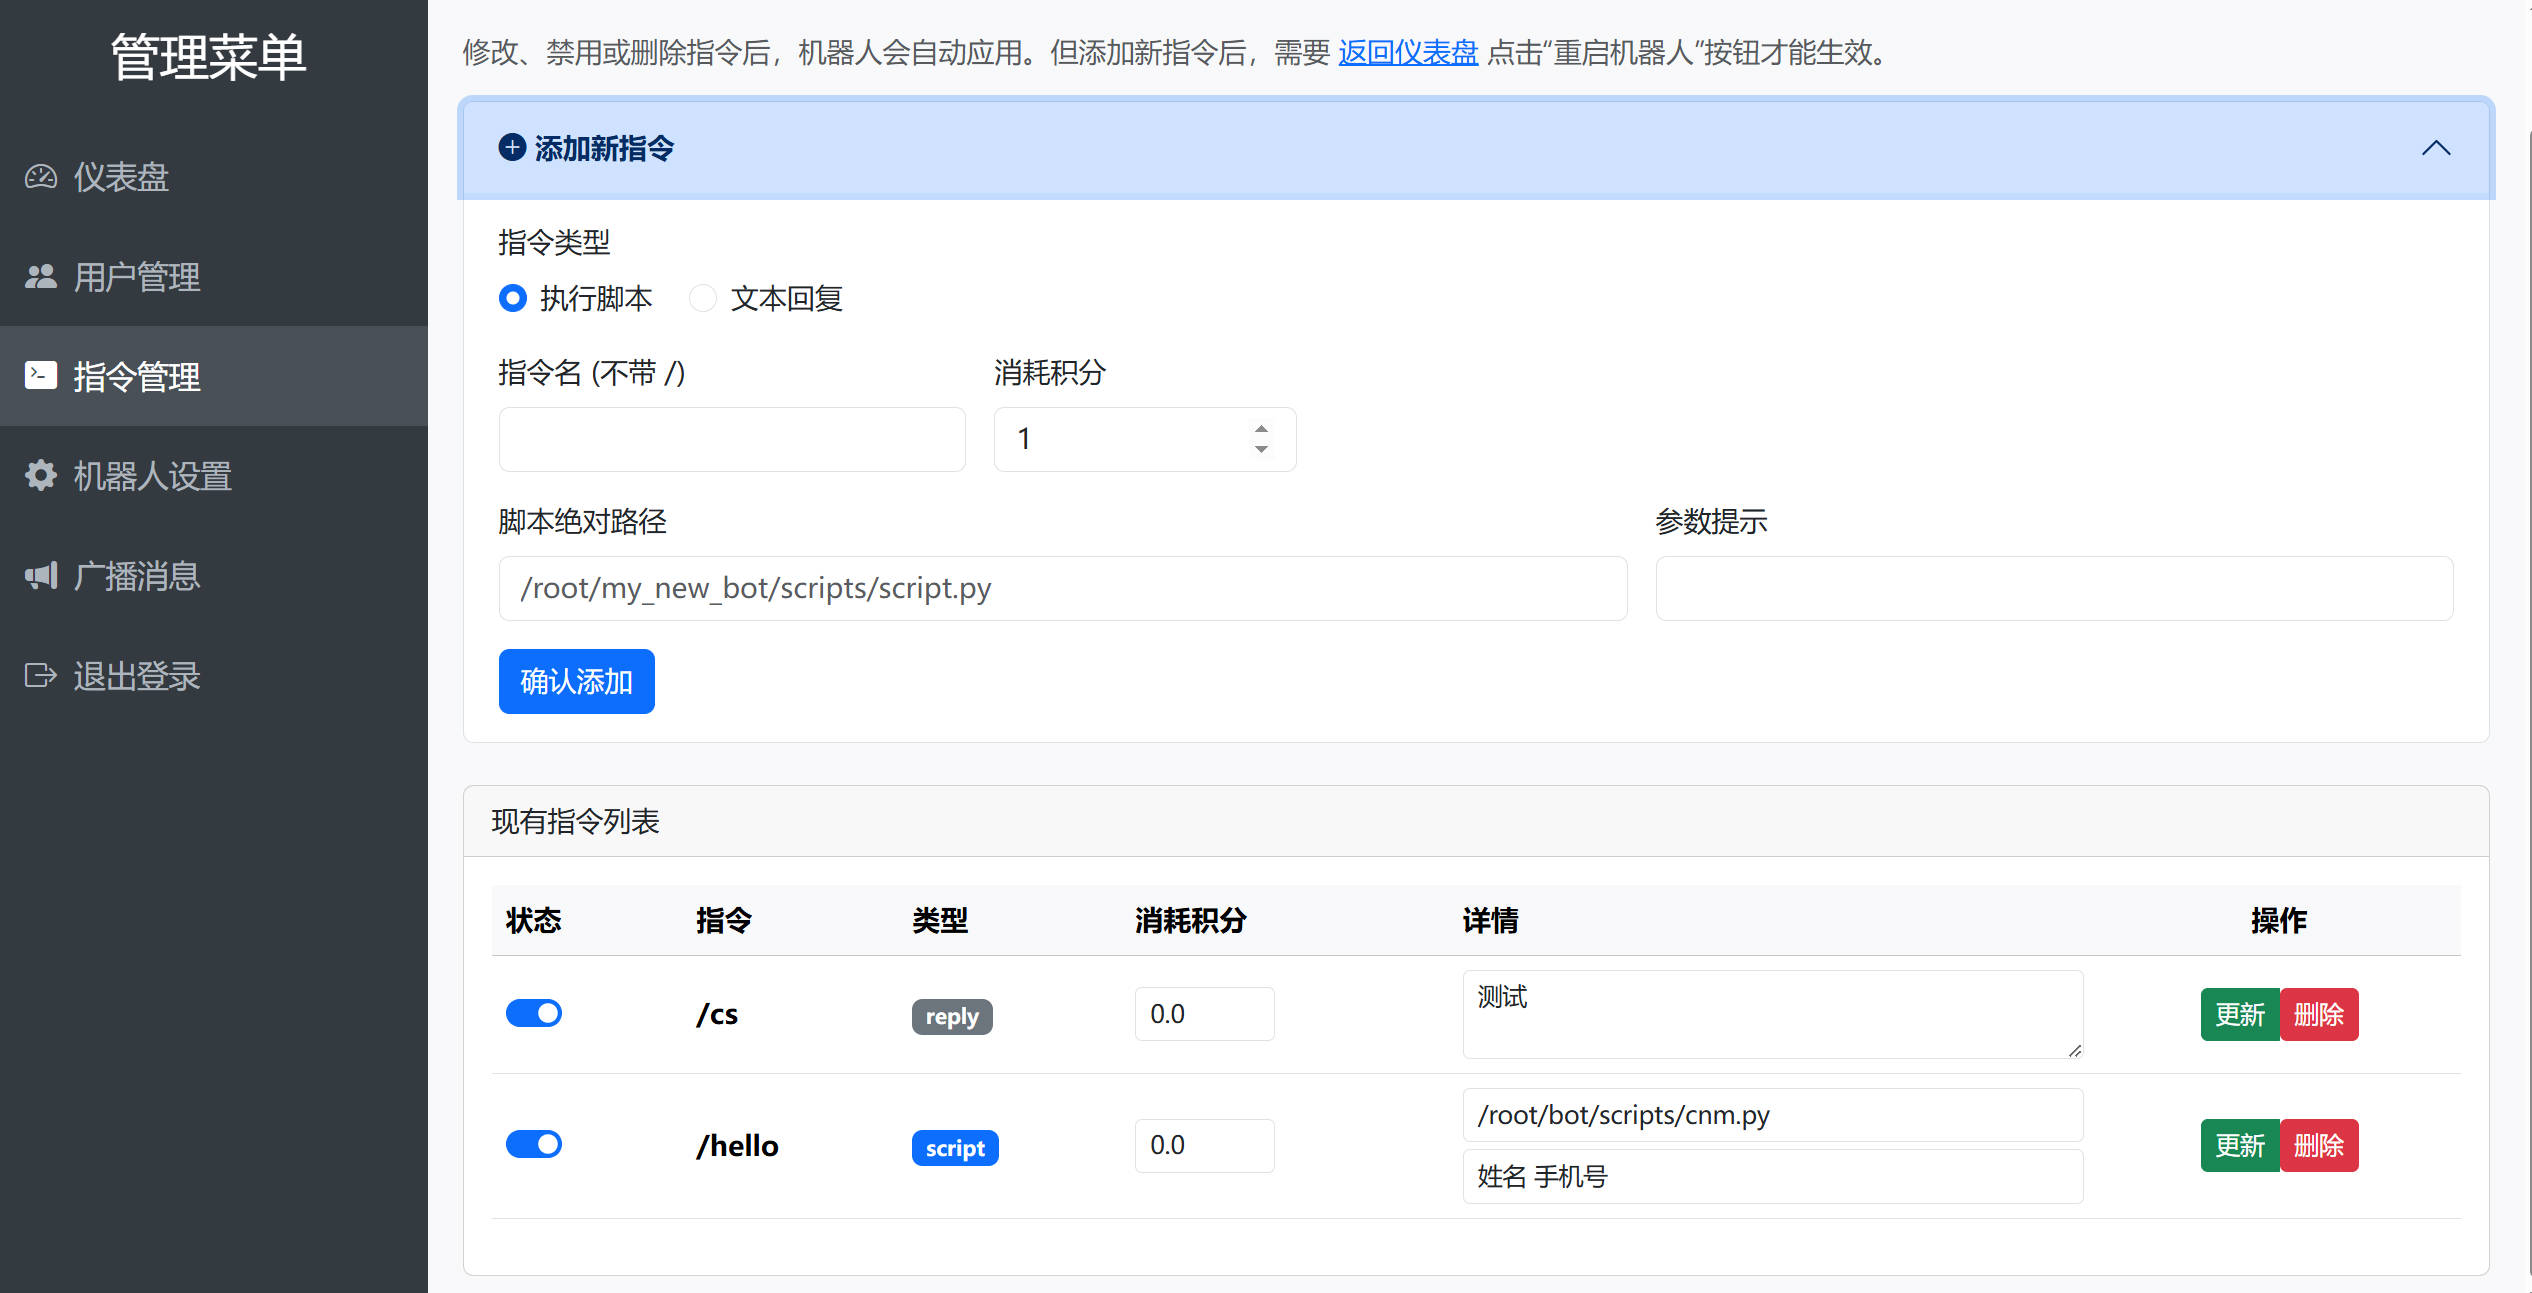 管理菜单
仪表盘
用户管理
指令管理
机器人设置
广播消息
退出登录
修改、禁用或删除指令后，机器人会自动应用。但添加新指令后，需要 返回仪表盘 点击“重启机器人”按钮才能生效。
添加新指令
指令类型
执行脚本 文本回复
指令名 (不带 /) 消耗积分
1
脚本绝对路径 参数提示
/root/my_new_bot/scripts/script.py
确认添加
现有指令列表
状态 指令 类型 消耗积分 详情 操作
/cs reply 0.0 测试 更新 删除
/hello script 0.0 /root/bot/scripts/cnm.py 更新 删除
姓名 手机号